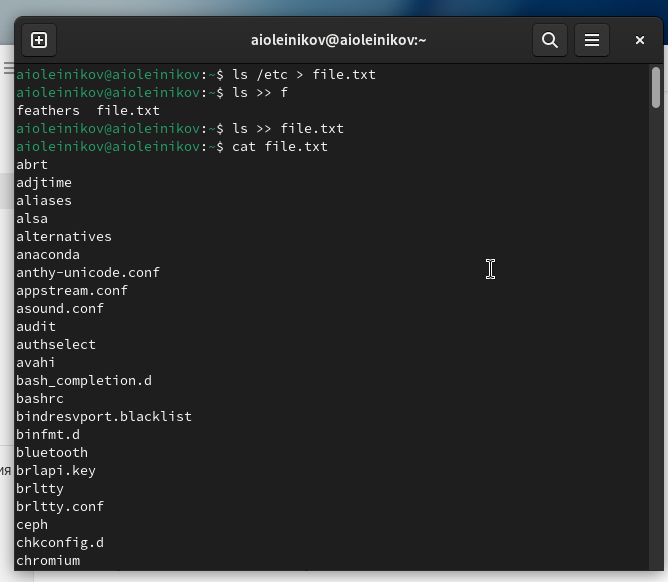 aioleinikov@aioleinikov:~
aioleinikov@aioleinikov:~$ ls /etc > file.txt
aioleinikov@aioleinikov:~$ ls >> f
feathers  file.txt
aioleinikov@aioleinikov:~$ ls >> file.txt
aioleinikov@aioleinikov:~$ cat file.txt
abrt
adjtime
aliases
alsa
alternatives
anaconda
anthy-unicode.conf
appstream.conf
asound.conf
audit
authselect
avahi
bash_completion.d
bashrc
bindresvport.blacklist
binfmt.d
bluetooth
ия
brlapi.key
brltty
brltty.conf
ceph
chkconfig.d
chromium